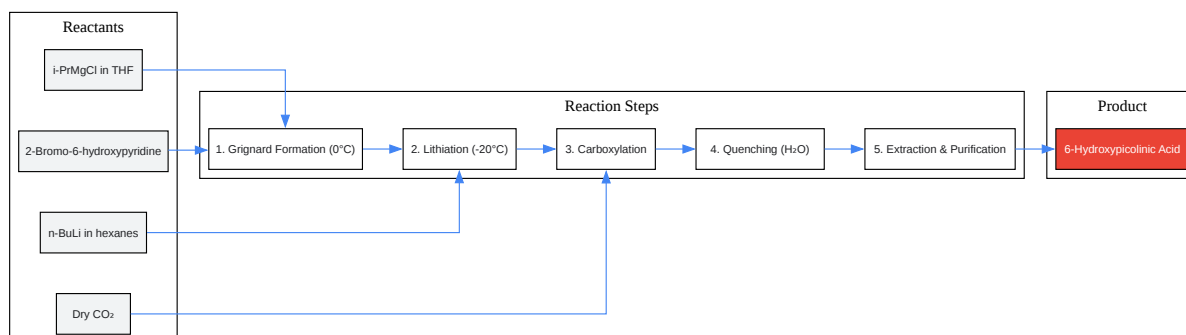 Reactants
i-PrMgCl in THF
2-Bromo-6-hydroxypyridine
n-BuLi in hexanes
Dry CO₂
Reaction Steps
1. Grignard Formation (0°C)
2. Lithiation (-20°C)
3. Carboxylation
4. Quenching (H₂O)
5. Extraction & Purification
Product
6-Hydroxypicolinic Acid